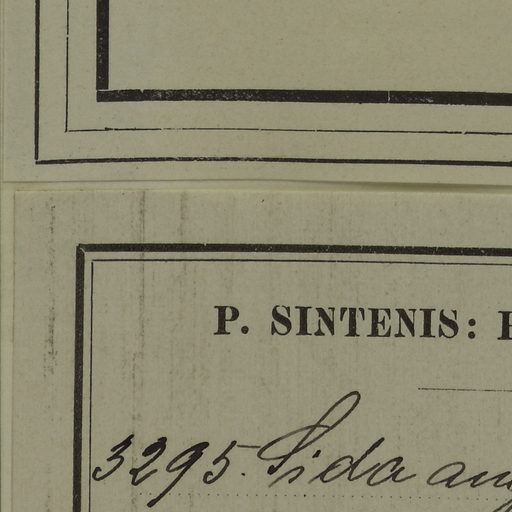 P. SINTENIS:
3295. Sida